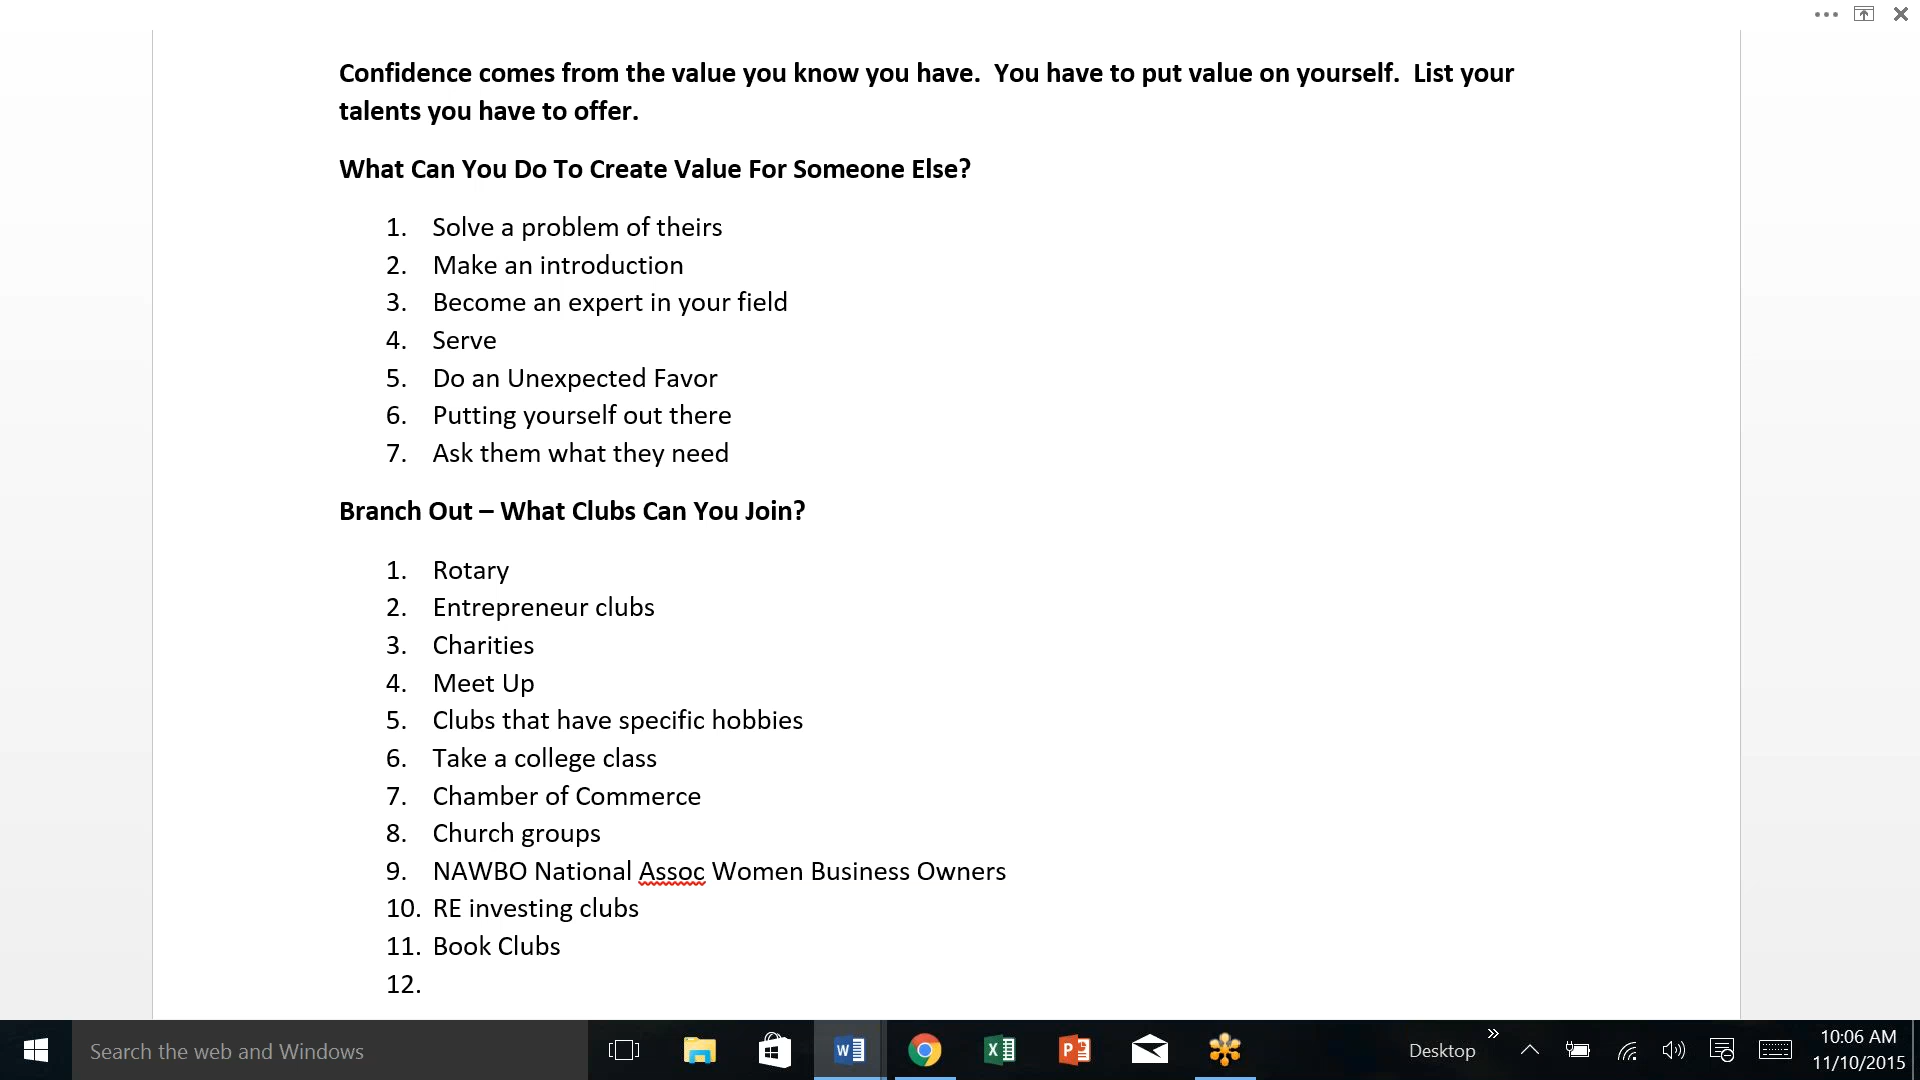 Confidence comes from the value you know you have.  You have to put value on yourself.  List your
talents you have to offer.
What Can You Do To Create Value For Someone Else?
1. Solve a problem of theirs
2. Make an introduction
3. Become an expert in your field
4. Serve
5. Do an Unexpected Favor
6. Putting yourself out there
7. Ask them what they need
Branch Out – What Clubs Can You Join?
1. Rotary
2. Entrepreneur clubs
3. Charities
4. Meet Up
5. Clubs that have specific hobbies
6. Take a college class
7. Chamber of Commerce
8. Church groups
9. NAWBO National Assoc Women Business Owners
10. RE investing clubs
11. Book Clubs
12.
Search the web and Windows
Desktop
10:06 AM
11/10/2015